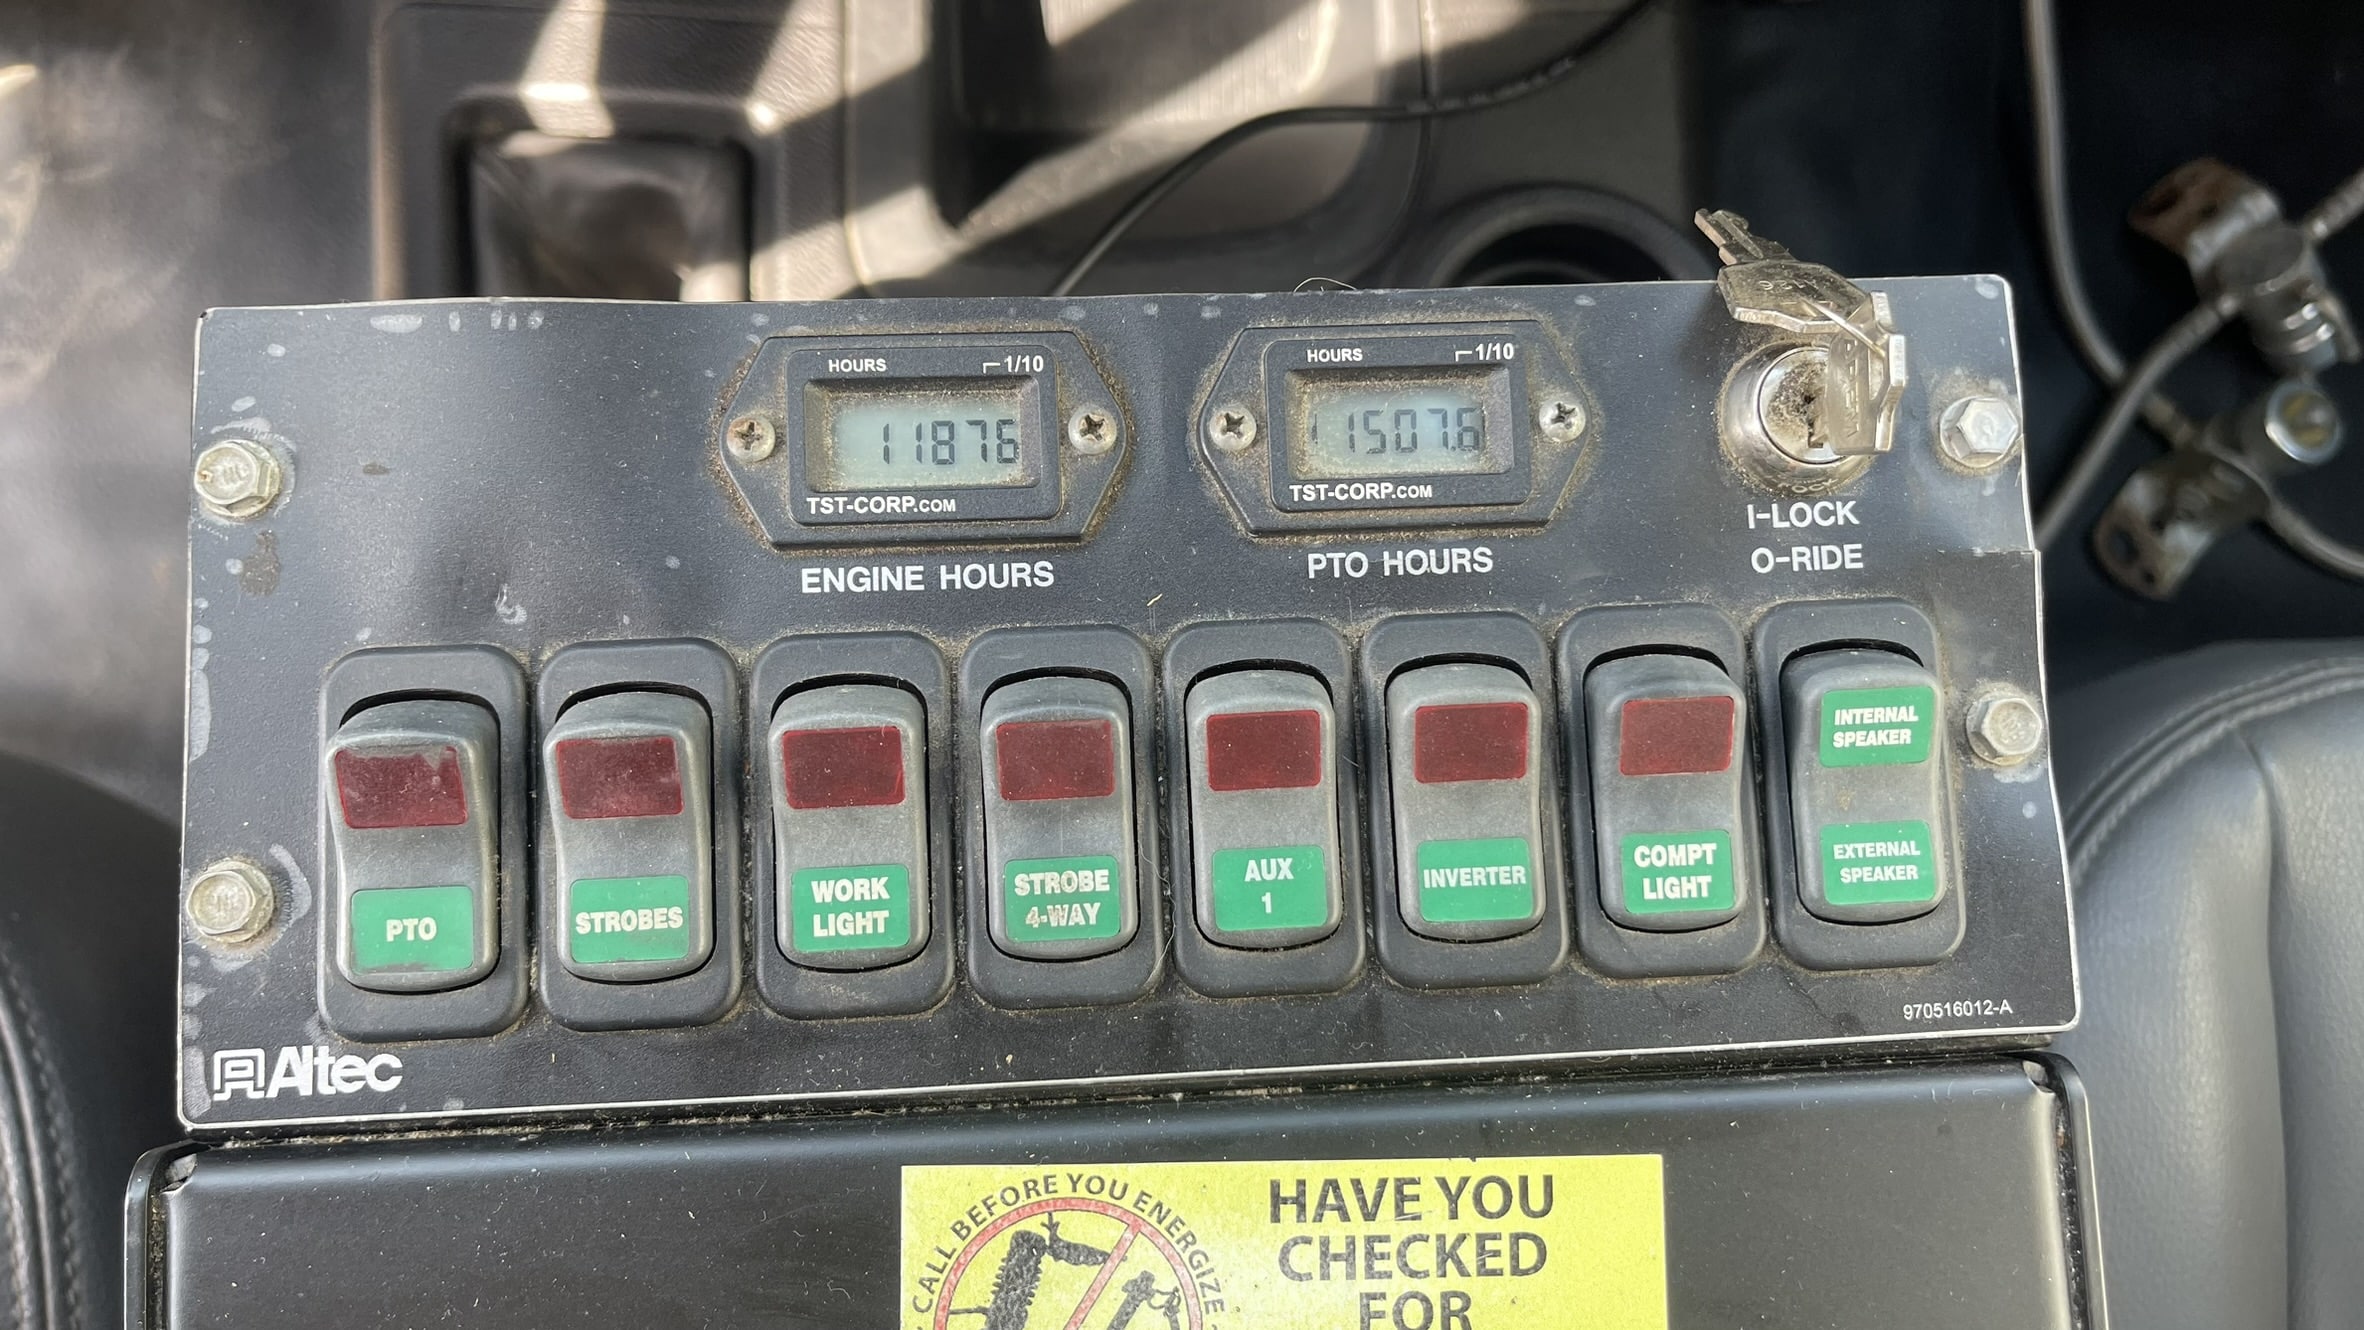 HOURS 1/10
11876
TST-CORP.COM
ENGINE HOURS
HOURS 1/10
11507.6
TST-CORP.COM
PTO HOURS
I-LOCK
O-RIDE
PTO
STROBES
WORK
LIGHT
STROBE
4-WAY
AUX
1
INVERTER
COMPT
LIGHT
INTERNAL
SPEAKER
EXTERNAL
SPEAKER
970516012-A
Altec
CALL BEFORE YOU ENERGIZE
HAVE YOU
CHECKED
FOR